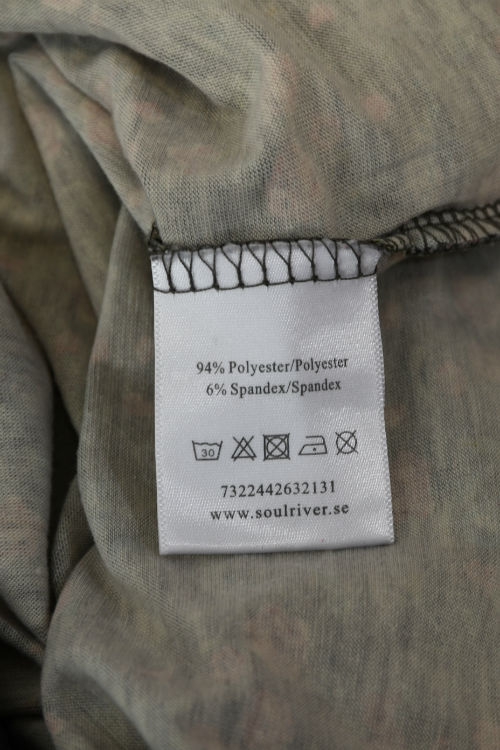 94% Polyester/Polyester
6% Spandex/Spandex
30
7322442632131
www.soulriver.se